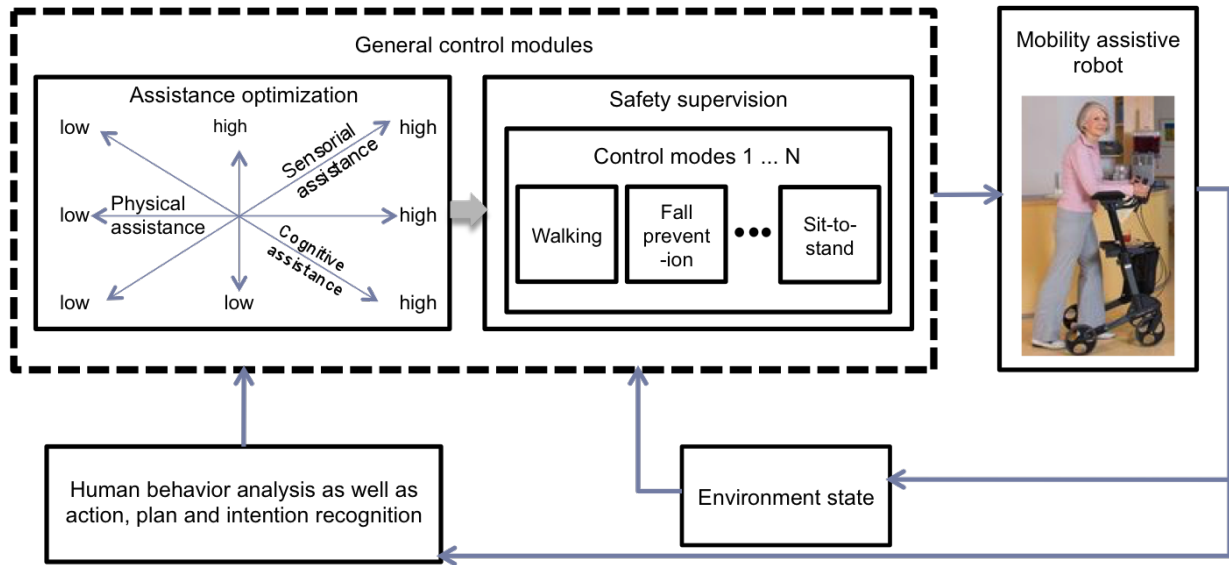 General control modules
Assistance optimization
low
high
high
Sensorial
assistance
Physical
assistance
low
high
Cognitive
assistance
low
low
high
Safety supervision
Control modes 1 ... N
Walking
Fall
prevent
-ion
•••
Sit-to-
stand
Mobility assistive
robot
Human behavior analysis as well as
action, plan and intention recognition
Environment state